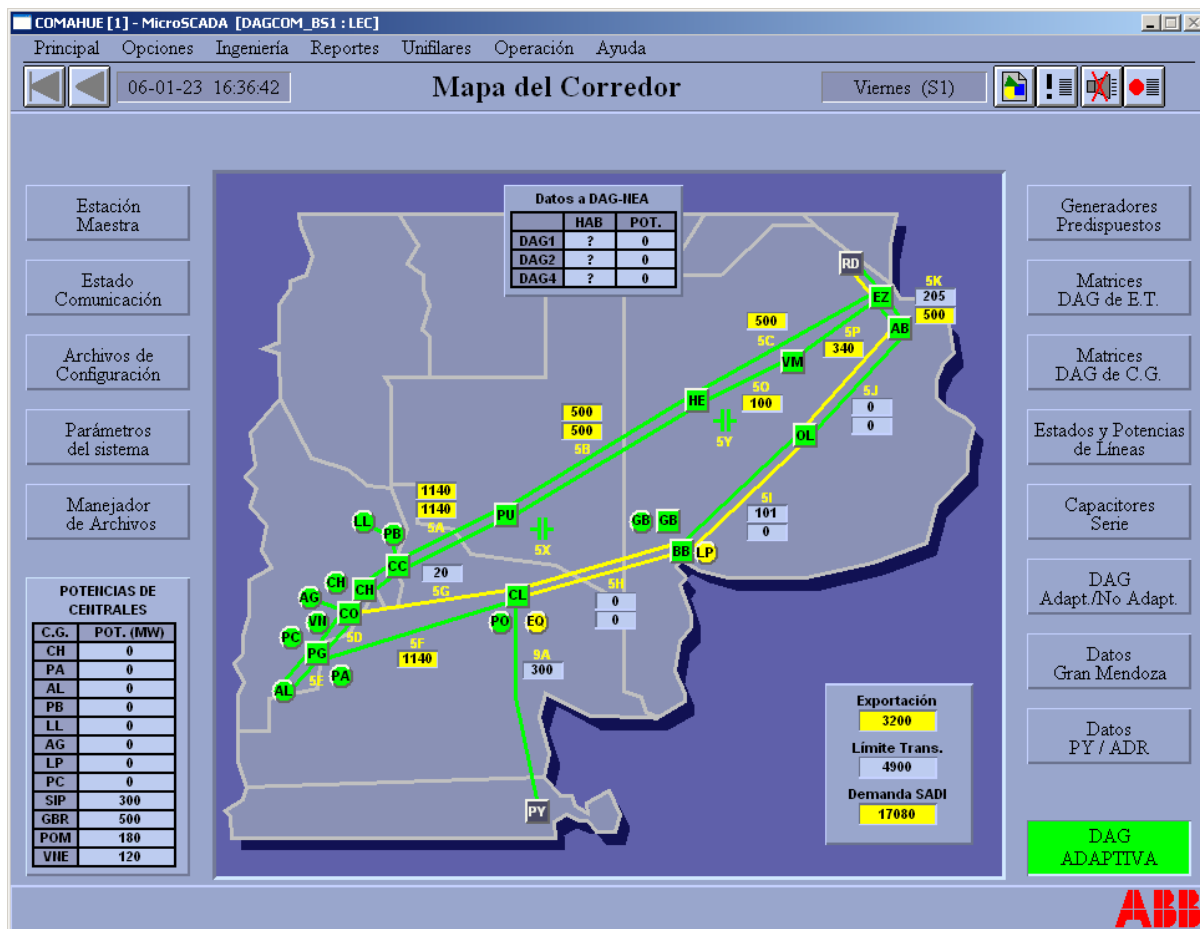 COMAHUE [1] - MicroSCADA [DAGCOM_BS1 : LEC]
Principal Opciones Ingeniería Reportes Unifilares Operación Ayuda
06-01-23 16:36:42
Mapa del Corredor
Viernes (S1)
Estación
Maestra
Estado
Comunicación
Archivos de
Configuración
Parámetros
del sistema
Manejador
de Archivos
POTENCIAS DE
CENTRALES
C.G. POT. (MW)
CH 0
PA 0
AL 0
PB 0
LL 0
AG 0
LP 0
PC 0
SIP 300
GBR 500
POM 180
VNE 120
Datos a DAG-NEA
HAB POT.
DAG1 ? 0
DAG2 ? 0
DAG4 ? 0
RD
5K
EZ 205
500
AB
500
5C
5P
340
VM
5J
0
0
HE
5O
100
500
500
5B
5Y
OL
1140
1140
5A
5I
101
0
PU
LL
PB
5X
GB GB
BB LP
CC
20
5G
CH CH
5H
0
0
AG
CL
CO
VN
PO EQ
PC
5D
5F
1140
PG
9A
300
5E
PA
AL
PY
Exportación
3200
Límite Trans.
4900
Demanda SADI
17080
Generadores
Predispuestos
Matrices
DAG de E.T.
Matrices
DAG de C.G.
Estados y Potencias
de Líneas
Capacitores
Serie
DAG
Adapt./No Adapt.
Datos
Gran Mendoza
Datos
PY / ADR
DAG
ADAPTIVA
ABB